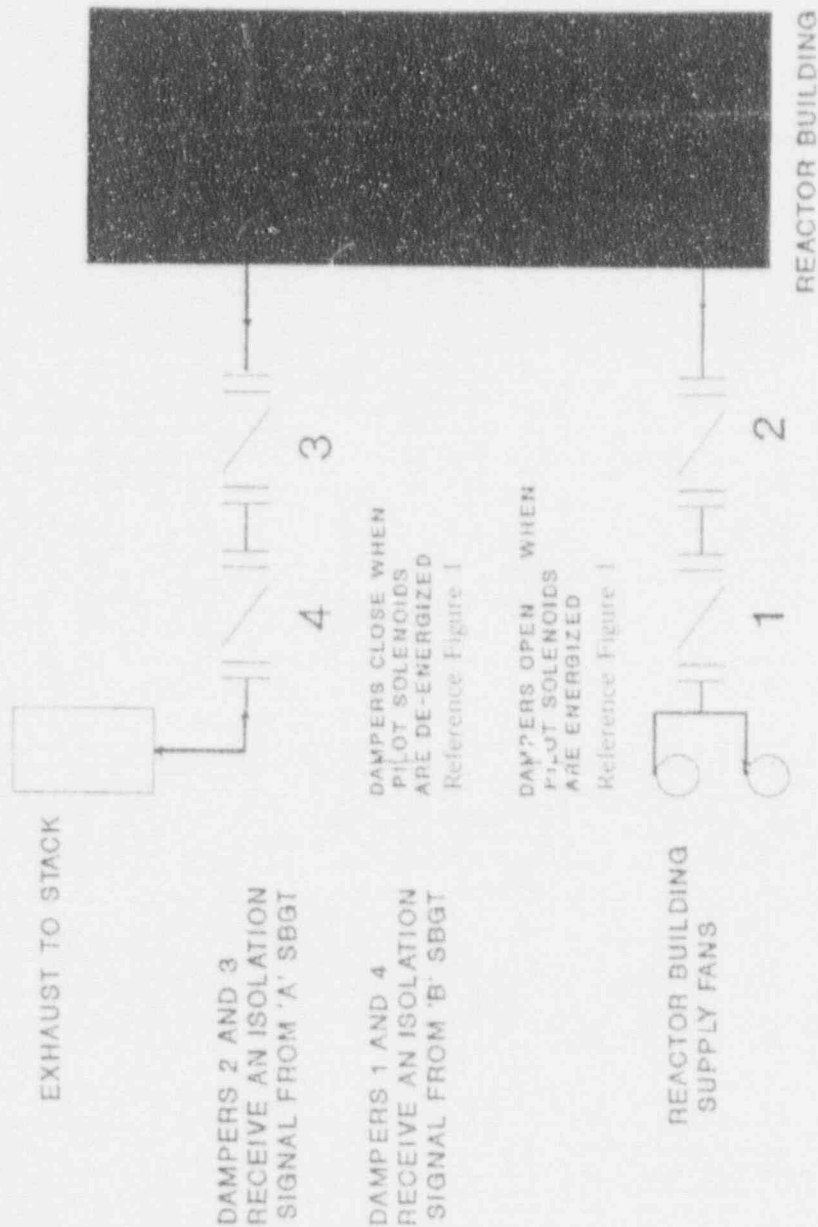 EXHAUST TO STACK
DAMPERS 2 AND 3
RECEIVE AN ISOLATION
SIGNAL FROM 'A' SBGT
4
3
DAMPERS CLOSE WHEN
PILOT SOLENOIDS
ARE DE-ENERGIZED
Reference Figure 1
DAMPERS 1 AND 4
RECEIVE AN ISOLATION
SIGNAL FROM 'B' SBGT
DAMPERS OPEN WHEN
PILOT SOLENOIDS
ARE ENERGIZED
Reference Figure 1
REACTOR BUILDING
SUPPLY FANS
1
2
REACTOR BUILDING